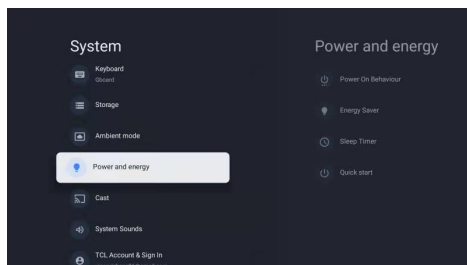 System
Keyboard
Gboard
Storage
Ambient mode
Power and energy
Cast
System Sounds
TCL Account & Sign In
Power and energy
Power On Behaviour
Energy Saver
Sleep Timer
Quick start